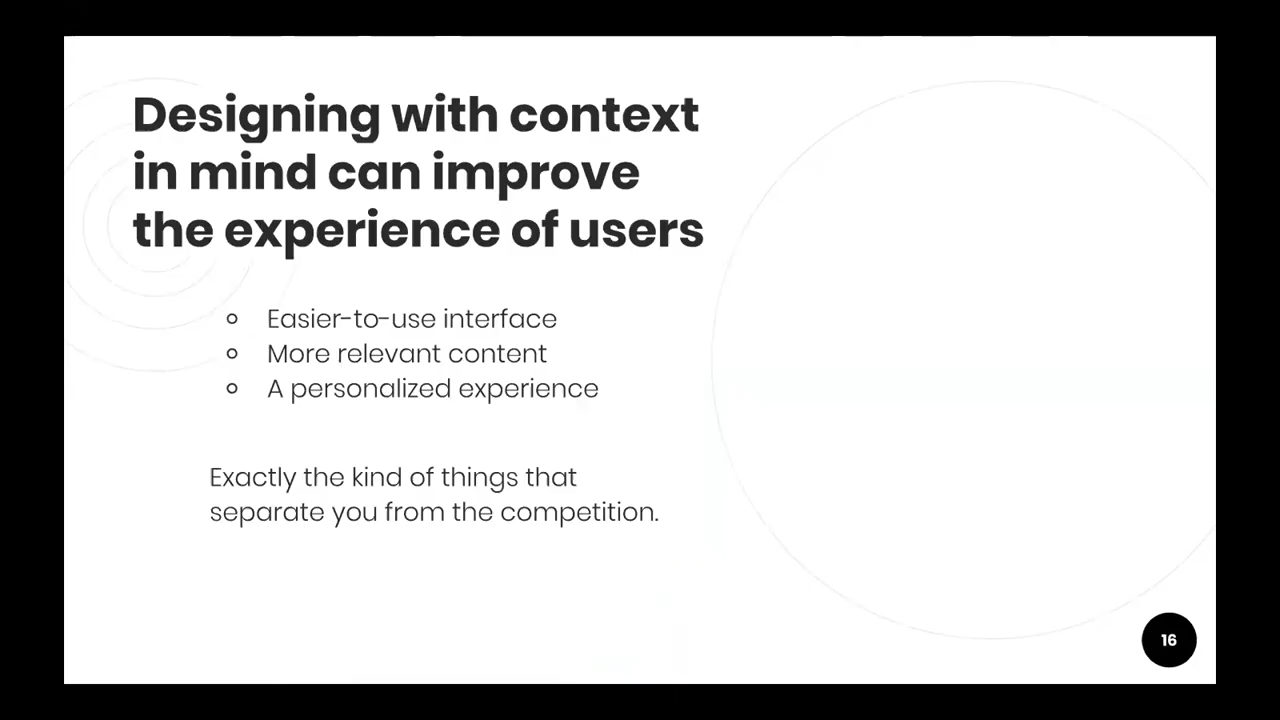 Designing with context
in mind can improve
the experience of users
Easier-to-use interface
More relevant content
A personalized experience
Exactly the kind of things that
separate you from the competition.
16